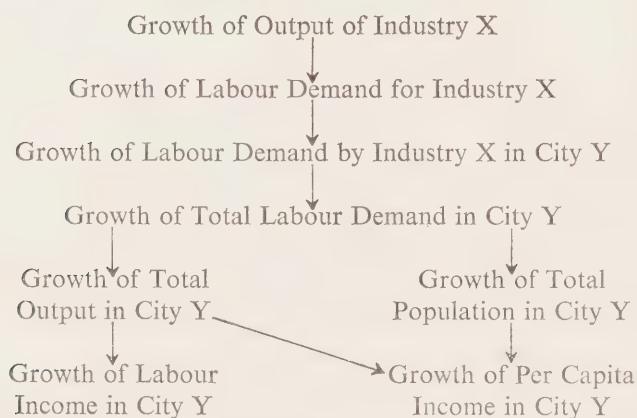 Growth of Output of Industry X
Growth of Labour Demand for Industry X
Growth of Labour Demand by Industry X in City Y
Growth of Total Labour Demand in City Y
Growth of Total
Output in City Y
Growth of Total
Population in City Y
Growth of Labour
Income in City Y
Growth of Per Capita
Income in City Y